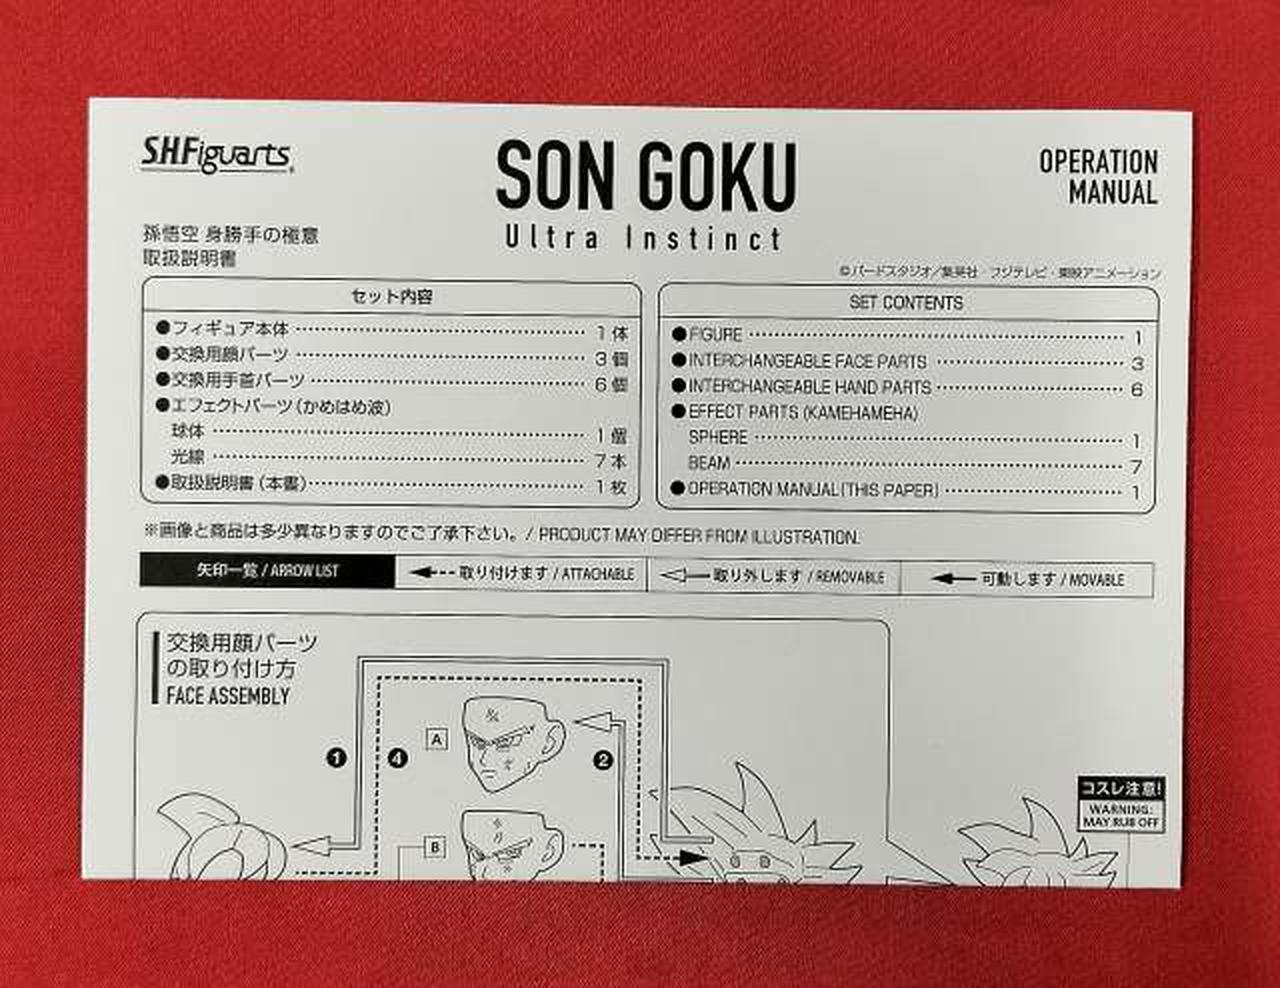 SHFiguarts
SON GOKU
Ultra Instinct
OPERATION
MANUAL
孫悟空 身勝手の極意
取扱説明書
©バードスタジオ／集英社・フジテレビ・東映アニメーション
セット内容
●フィギュア本体 1体
●交換用顔パーツ 3個
●交換用手首パーツ 6個
●エフェクトパーツ（かめはめ波）
球体 1個
光線 7本
●取扱説明書（本書） 1枚
SET CONTENTS
●FIGURE 1
●INTERCHANGEABLE FACE PARTS 3
●INTERCHANGEABLE HAND PARTS 6
●EFFECT PARTS (KAMEHAMEHA)
SPHERE 1
BEAM 7
●OPERATION MANUAL(THIS PAPER) 1
※画像と商品は多少異なりますのでご了承下さい。/ PRODUCT MAY DIFFER FROM ILLUSTRATION.
矢印一覧 / ARROW LIST
取り付けます / ATTACHABLE
取り外します / REMOVABLE
可動します / MOVABLE
交換用顔パーツ
の取り付け方
FACE ASSEMBLY
A
1
4
2
B
コスレ注意!
WARNING:
MAY RUB OFF